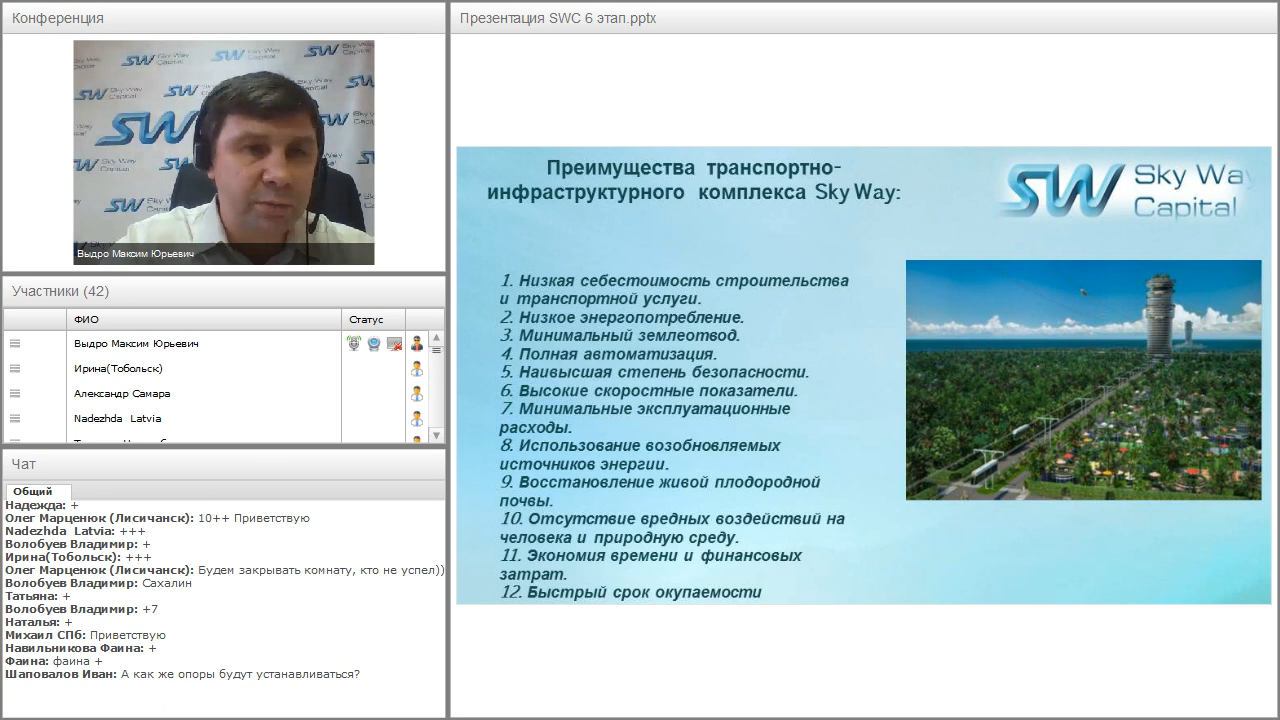 Конференция
Sky Way
Capital
SW
Выдро Максим Юрьевич
Участники (42)
ФИО
Статус
Выдро Максим Юрьевич
Ирина(Тобольск)
Александр Самара
Nadezhda Latvia
Чат
Общий
Надежда: +
Олег Марценюк (Лисичанск): 10++ Приветствую
Nadezhda Latvia: +++
Волобуев Владимир: +
Ирина(Тобольск): +++
Олег Марценюк (Лисичанск): Будем закрывать комнату, кто не успел))
Волобуев Владимир: Сахалин
Татьяна: +
Волобуев Владимир: +7
Наталья: +
Михаил СПб: Приветствую
Навильникова Фаина: +
Фаина: фаина +
Шаповалов Иван: А как же опоры будут устанавливаться?
Презентация SWC 6 этап.pptx
Преимущества транспортно-
инфраструктурного комплекса Sky Way:
SW Sky Way
Capital
1. Низкая себестоимость строительства
и транспортной услуги.
2. Низкое энергопотребление.
3. Минимальный землеотвод.
4. Полная автоматизация.
5. Наивысшая степень безопасности.
6. Высокие скоростные показатели.
7. Минимальные эксплуатационные
расходы.
8. Использование возобновляемых
источников энергии.
9. Восстановление живой плодородной
почвы.
10. Отсутствие вредных воздействий на
человека и природную среду.
11. Экономия времени и финансовых
затрат.
12. Быстрый срок окупаемости